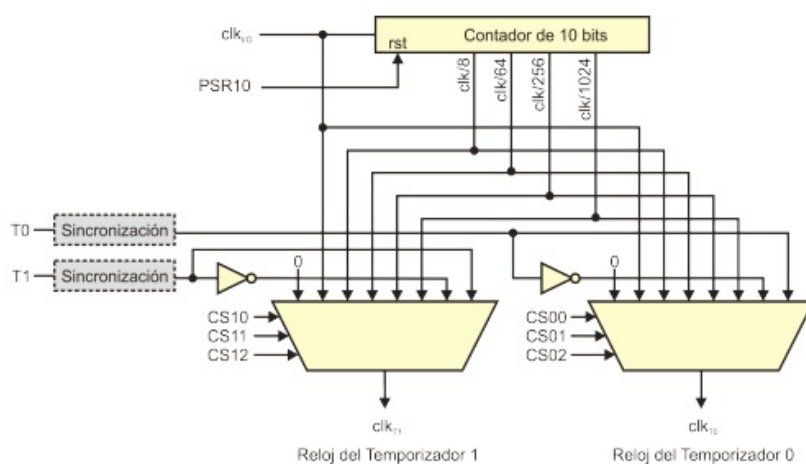 clkI/O
Contador de 10 bits
rst
PSR10
clk/8
clk/64
clk/256
clk/1024
T0
Sincronización
T1
Sincronización
0
0
CS10
CS11
CS12
CS00
CS01
CS02
clkT1
clkT0
Reloj del Temporizador 1
Reloj del Temporizador 0